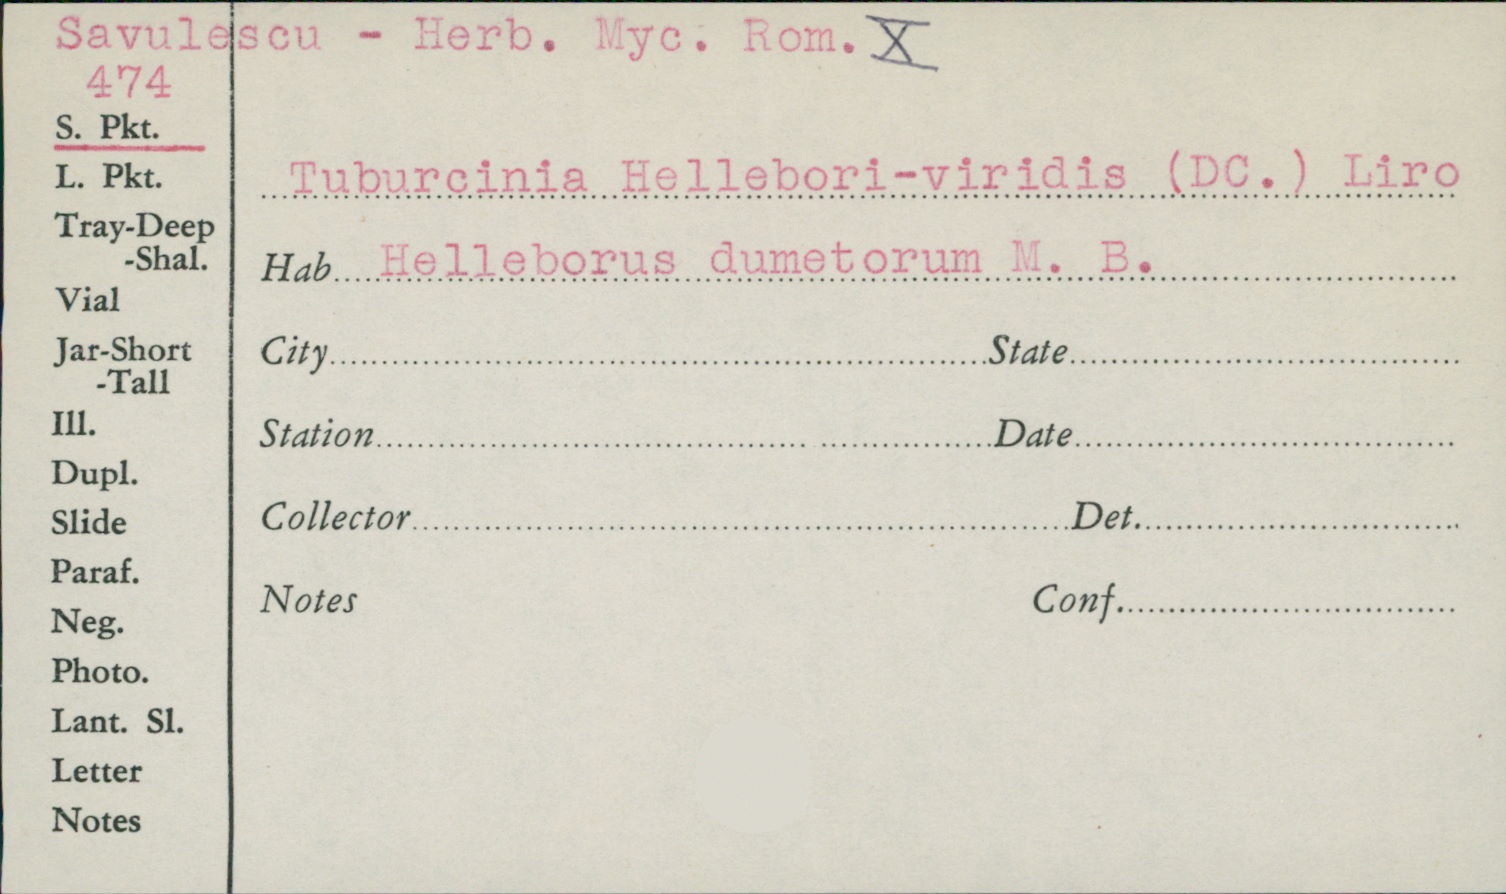 Savulescu - Herb. Myc. Rom. X
474
S. Pkt.
L. Pkt.
Tuburcinia Hellebori-viridis (DC.) Liro
Tray-Deep
-Shal.
Hab. Helleborus dumetorum M. B.
Vial
Jar-Short
-Tall
City State
Ill.
Station Date
Dupl.
Slide
Collector Det.
Paraf.
Neg.
Notes Conf.
Photo.
Lant. Sl.
Letter
Notes